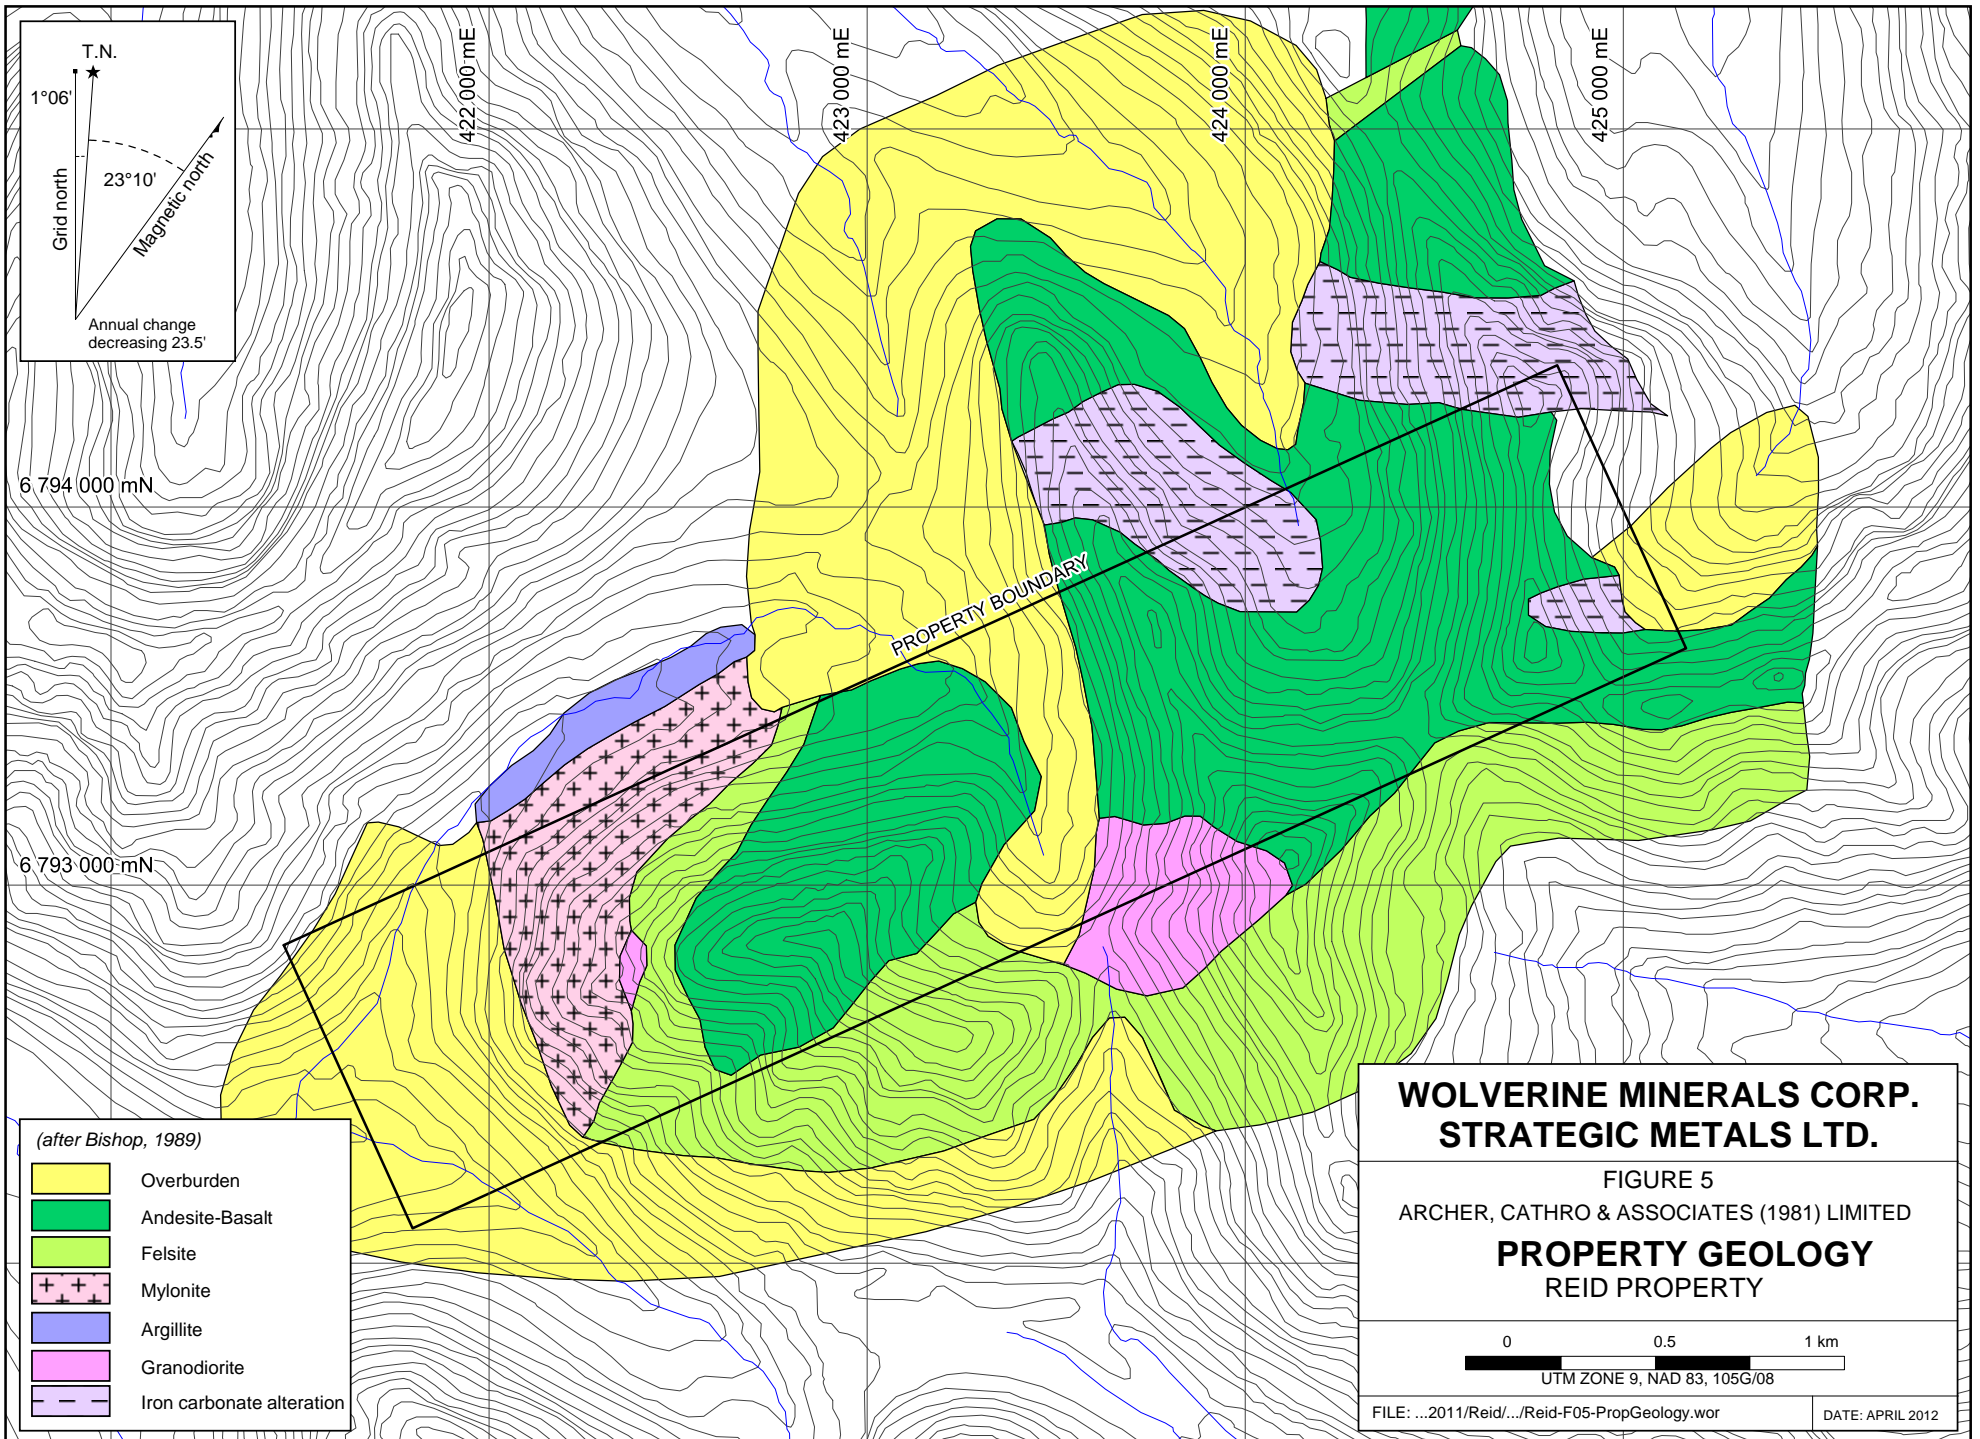 T.N.
1°06'
23°10'
Grid north
Magnetic north
Annual change
decreasing 23.5'
422 000 mE
423 000 mE
424 000 mE
425 000 mE
6 794 000 mN
PROPERTY BOUNDARY
6 793 000 mN
(after Bishop, 1989)
Overburden
Andesite-Basalt
Felsite
Mylonite
Argillite
Granodiorite
Iron carbonate alteration
WOLVERINE MINERALS CORP.
STRATEGIC METALS LTD.
FIGURE 5
ARCHER, CATHRO & ASSOCIATES (1981) LIMITED
PROPERTY GEOLOGY
REID PROPERTY
0 0.5 1 km
UTM ZONE 9, NAD 83, 105G/08
FILE: ...2011/Reid/.../Reid-F05-PropGeology.wor
DATE: APRIL 2012